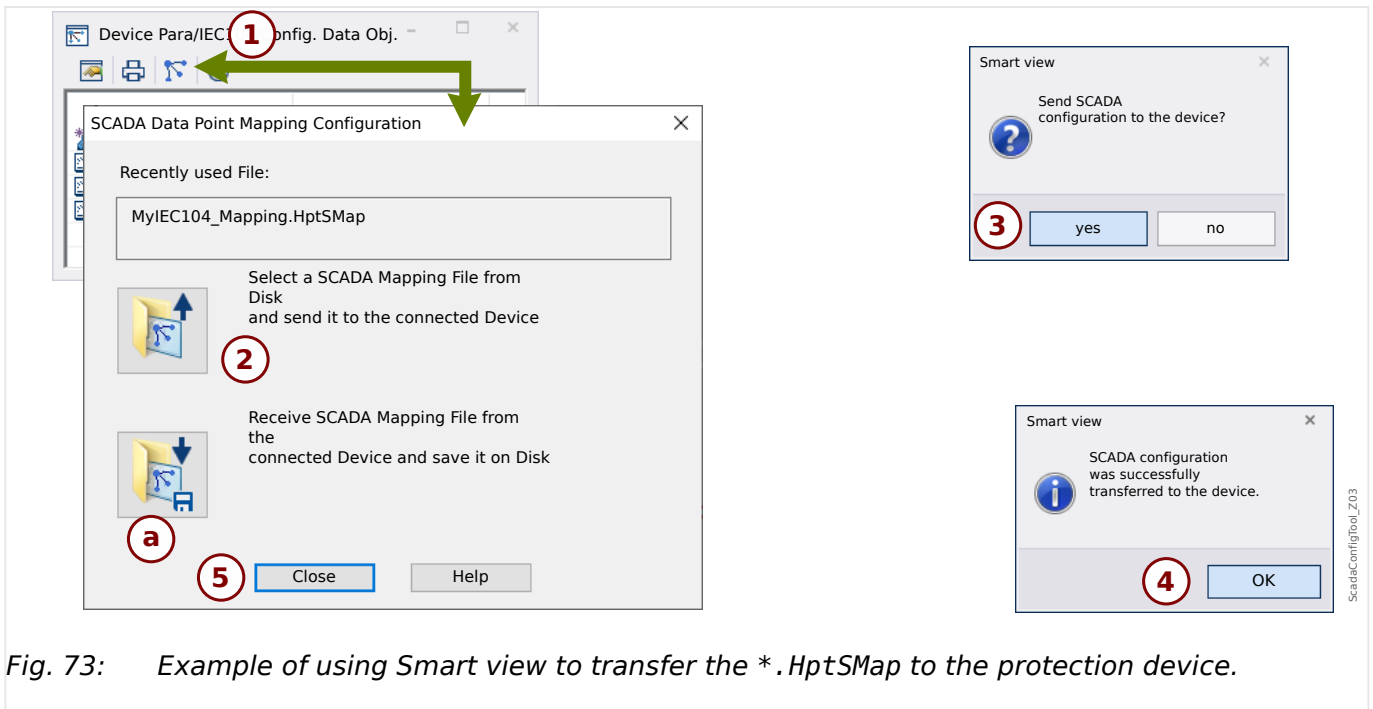 Device Para/IEC1
onfig. Data Obj.
1
SCADA Data Point Mapping Configuration
Recently used File:
MyIEC104_Mapping.HptSMap
Select a SCADA Mapping File from
Disk
and send it to the connected Device
2
Receive SCADA Mapping File from
the
connected Device and save it on Disk
a
5
Close
Help
Smart view
Send SCADA
configuration to the device?
3
yes
no
Smart view
SCADA configuration
was successfully
transferred to the device.
4
OK
ScadaConfigTool_Z03
Fig. 73: Example of using Smart view to transfer the *.HptSMap to the protection device.